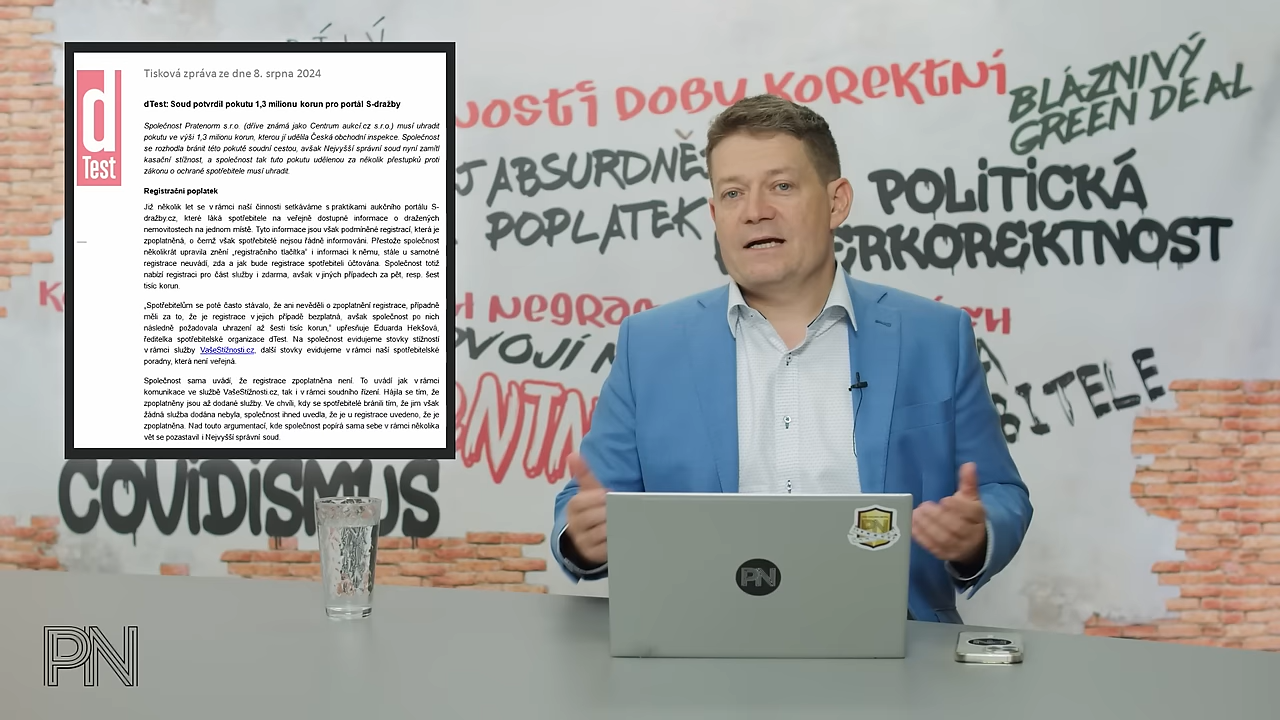 Tisková zpráva ze dne 8. srpna 2024
dTest: Soud potvrdil pokutu 1,3 milionu korun pro portál S-dražby
Společnost Pratenorm s.r.o. (dříve známá jako Centrum aukcí.cz s.r.o.) musí uhradit
pokutu ve výši 1,3 milionu korun, kterou jí udělila Česká obchodní inspekce. Společnost
se rozhodla bránit této pokutě soudní cestou, avšak Nejvyšší správní soud nyní zamítl
kasační stížnost, a společnost tak tuto pokutu udělenou za několik přestupků proti
zákonu o ochraně spotřebitele musí uhradit.
Registrační poplatek
Již několik let se v rámci naší činnosti setkáváme s praktikami aukčního portálu S-
dražby.cz, které láká spotřebitele na veřejně dostupné informace o dražených
nemovitostech na jednom místě. Tyto informace jsou však podmíněné registrací, která je
zpoplatněná, o čemž však spotřebitelé nejsou řádně informováni. Přestože společnost
několikrát upravila znění „registračního tlačítka" i informaci k němu, stále u samotné
registrace neuvádí, zda a jak bude registrace spotřebiteli účtována. Společnost totiž
nabízí registraci pro část služby i zdarma, avšak v jiných případech za pět, resp. šest
tisíc korun.
„Spotřebitelům se poté často stávalo, že ani nevěděli o zpoplatnění registrace, případně
měli za to, že je registrace v jejich případě bezplatná, avšak společnost po nich
následně požadovala uhrazení až šesti tisíc korun," upřesňuje Eduarda Hekšová,
ředitelka spotřebitelské organizace dTest. Na společnost evidujeme stovky stížností
v rámci služby VašeStížnosti.cz, další stovky evidujeme v rámci naší spotřebitelské
poradny, která není veřejná.
Společnost sama uvádí, že registrace zpoplatněna není. To uvádí jak v rámci
komunikace ve službě VašeStížnosti.cz, tak i v rámci soudního řízení. Hájila se tím, že
zpoplatněny jsou až dodané služby. Ve chvíli, kdy se spotřebitelé bránili tím, že jim však
žádná služba dodána nebyla, společnost ihned uvedla, že je u registrace uvedeno, že je
zpoplatněna. Nad touto argumentací, kde společnost popírá sama sebe v rámci několika
vět se pozastavil i Nejvyšší správní soud.
d
Test
NOSTÍ DOBY KOREKTNÍ
BLÁZNIVÝ
GREEN DEAL
J ABSURDNĚ
POPLATEK
POLITICKÁ
ERKOREKTNOST
COVIDISMUS
PN
PN
PN